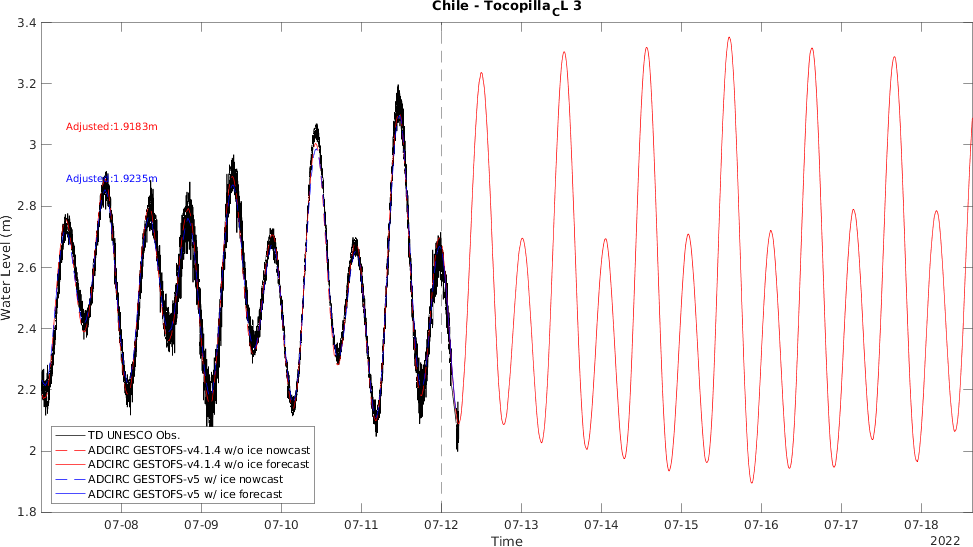 Chile - Tocopilla_CL 3
3.4
3.2
3
2.8
2.6
2.4
2.2
2
1.8
Water Level (m)
Adjusted:1.9183m
Adjusted:1.9235m
TD UNESCO Obs.
ADCIRC GESTOFS-v4.1.4 w/o ice nowcast
ADCIRC GESTOFS-v4.1.4 w/o ice forecast
ADCIRC GESTOFS-v5 w/ ice nowcast
ADCIRC GESTOFS-v5 w/ ice forecast
07-08 07-09 07-10 07-11 07-12 07-13 07-14 07-15 07-16 07-17 07-18
Time
2022